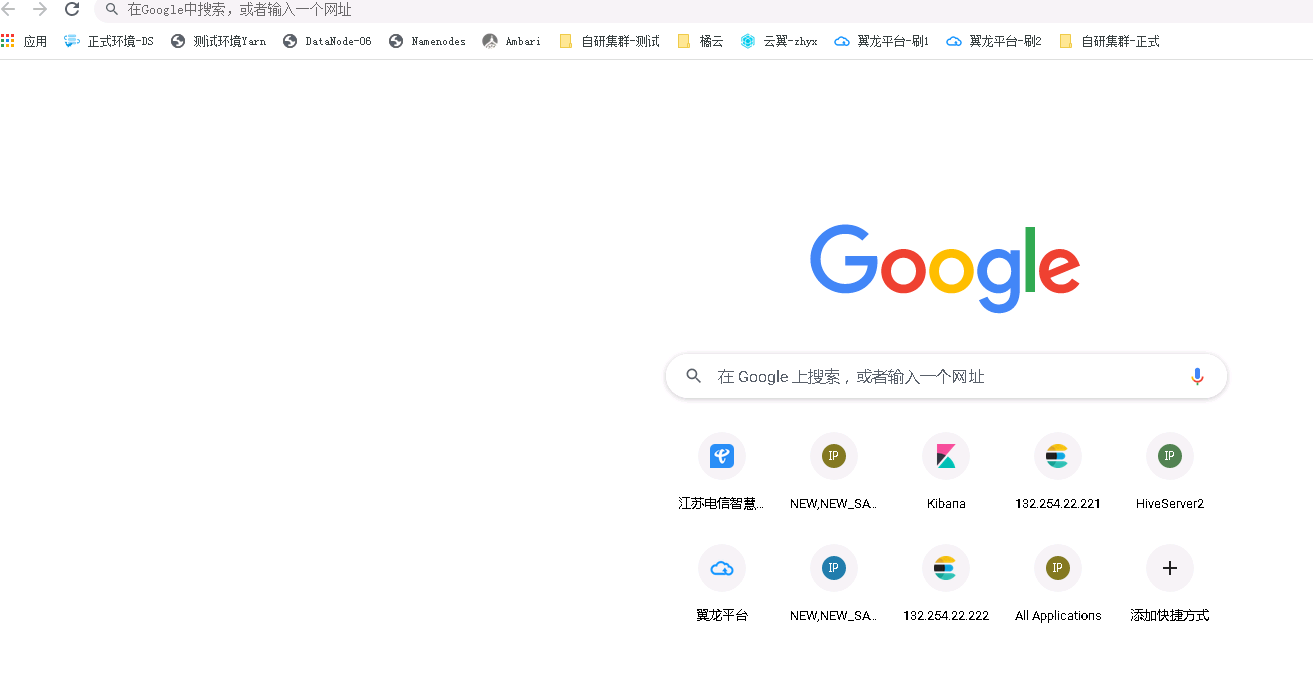 在Google中搜索，或者输入一个网址
应用 正式环境-DS 测试环境Yarn DataNode-06 Namenodes Ambari 自研集群-测试 橘云 云翼-zhyx 翼龙平台-刷1 翼龙平台-刷2 自研集群-正式
Google
在 Google 上搜索，或者输入一个网址
IP IP
江苏电信智慧... NEW,NEW_SA... Kibana 132.254.22.221 HiveServer2
IP IP
翼龙平台 NEW,NEW_SA... 132.254.22.222 All Applications 添加快捷方式